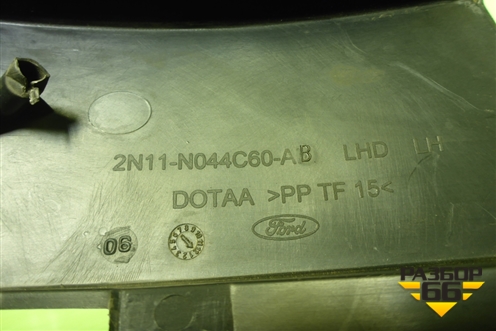 2N11-N044C60-AB LHD LH
DOTAA >PP TF 15<
Ford
06
РАЗБОР
66